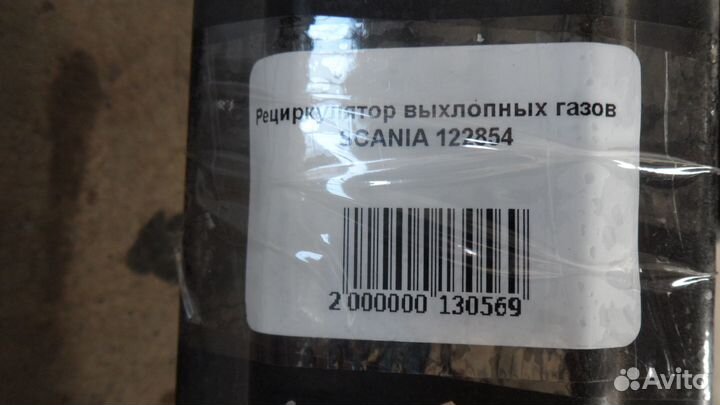 Рециркулятор выхлопных газов
SCANIA 122854
2 000000 130569
Avito